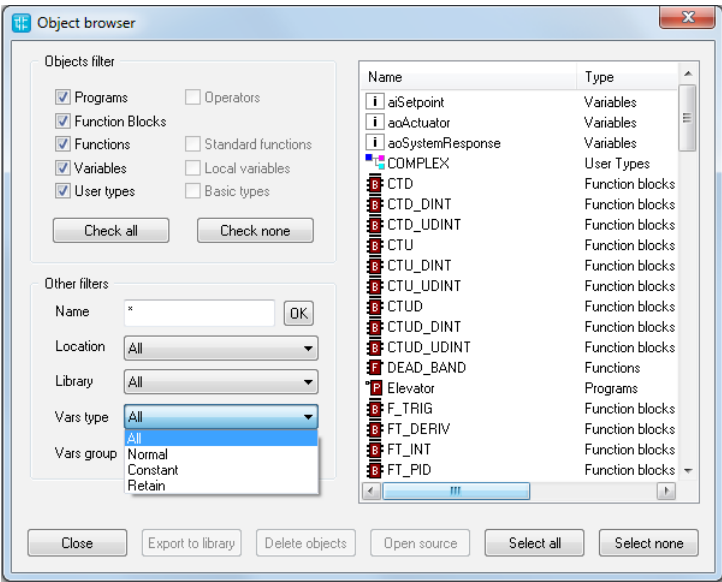 Object browser
Objects filter
Programs
Operators
Function Blocks
Functions
Standard functions
Variables
Local variables
User types
Basic types
Check all
Check none
Other filters
Name
*
OK
Location
All
Library
All
Vars type
All
All
Normal
Constant
Retain
Vars group
Name Type
i aiSetpoint Variables
i aoActuator Variables
i aoSystemResponse Variables
COMPLEX User Types
B CTD Function blocks
B CTD_DINT Function blocks
B CTD_UDINT Function blocks
B CTU Function blocks
B CTU_DINT Function blocks
B CTU_UDINT Function blocks
B CTUD Function blocks
B CTUD_DINT Function blocks
B CTUD_UDINT Function blocks
F DEAD_BAND Functions
P Elevator Programs
B F_TRIG Function blocks
B FT_DERIV Function blocks
B FT_INT Function blocks
B FT_PID Function blocks
Close
Export to library
Delete objects
Open source
Select all
Select none